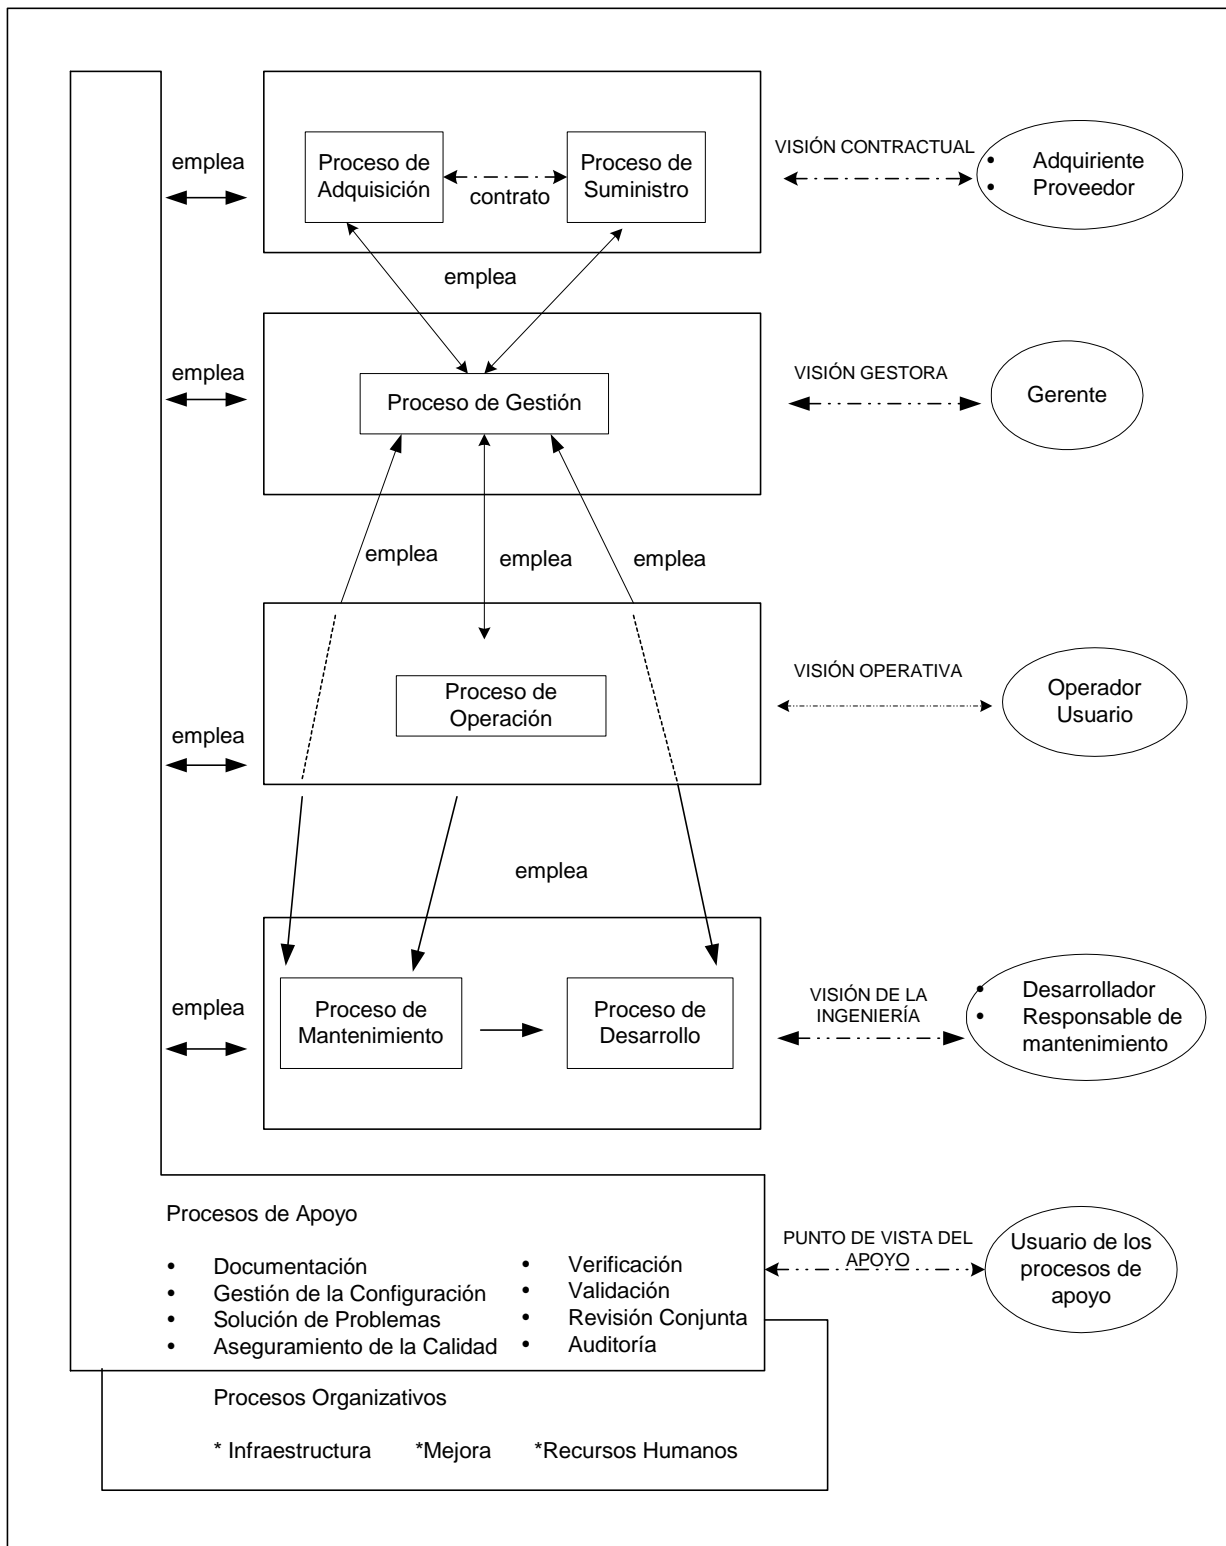 emplea
Proceso de
Adquisición
contrato
Proceso de
Suministro
VISIÓN CONTRACTUAL
• Adquiriente
• Proveedor
emplea
emplea
Proceso de Gestión
VISIÓN GESTORA
Gerente
emplea
emplea
emplea
emplea
Proceso de
Operación
VISIÓN OPERATIVA
Operador
Usuario
emplea
emplea
Proceso de
Mantenimiento
Proceso de
Desarrollo
VISIÓN DE LA
INGENIERÍA
• Desarrollador
• Responsable de
mantenimiento
Procesos de Apoyo
• Documentación
• Gestión de la Configuración
• Solución de Problemas
• Aseguramiento de la Calidad
• Verificación
• Validación
• Revisión Conjunta
• Auditoría
PUNTO DE VISTA DEL
APOYO
Usuario de los
procesos de
apoyo
Procesos Organizativos
* Infraestructura *Mejora *Recursos Humanos